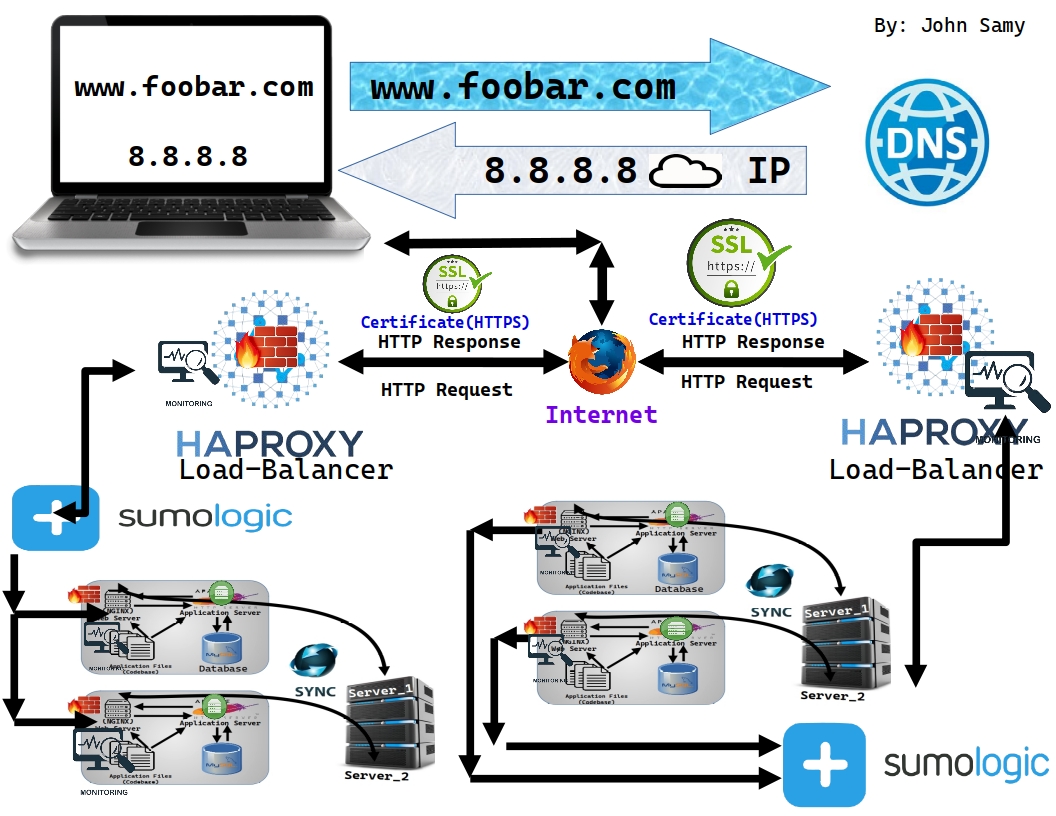 By: John Samy
www.foobar.com
8.8.8.8
www.foobar.com
8.8.8.8 IP
DNS
SSL
https://
Certificate(HTTPS)
HTTP Response
HTTP Request
Internet
SSL
https://
Certificate(HTTPS)
HTTP Response
HTTP Request
MONITORING
HAPROXY
Load-Balancer
MONITORING
HAPROXY
Load-Balancer
sumologic
(NGINX)
Web Server
Application Server
MONITORING
Application Files
(Codebase)
Database
SYNC
Server_1
Server_2
(NGINX)
Web Server
Application Server
Application Files
(Codebase)
MONITORING
(NGINX)
Web Server
Application Server
MONITORING
Application Files
(Codebase)
MySQL
Database
SYNC
Server_1
Server_2
(NGINX)
Web Server
Application Server
MONITORING
Application Files
(Codebase)
sumologic